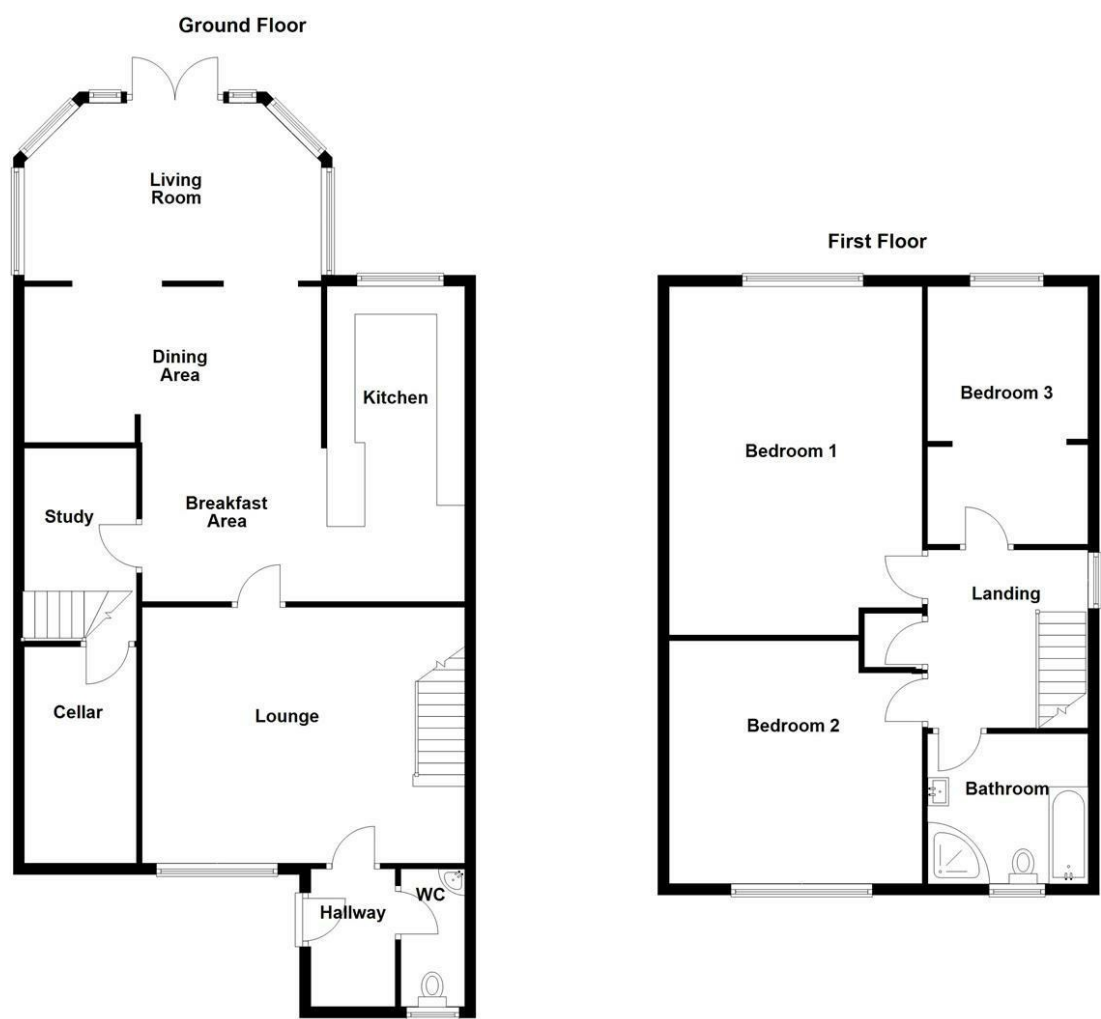 Ground Floor
Living
Room
Dining
Area
Kitchen
Study
Breakfast
Area
Cellar
Lounge
Hallway
WC
First Floor
Bedroom 3
Bedroom 1
Landing
Bedroom 2
Bathroom